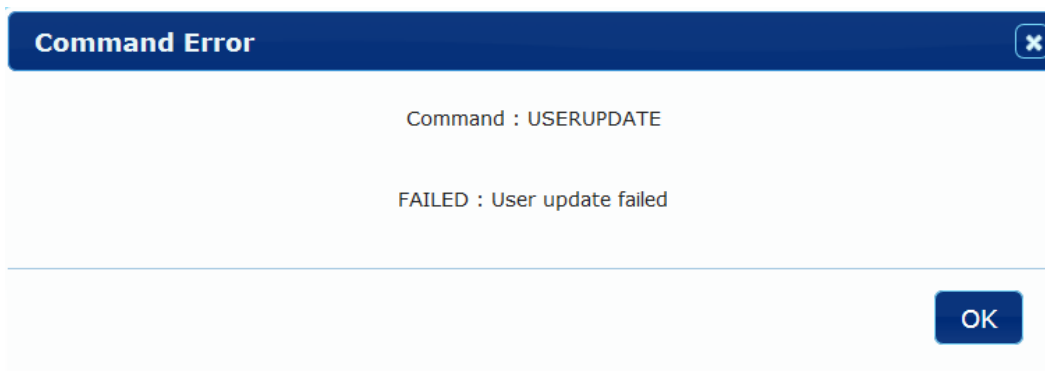 Command Error
Command : USERUPDATE
FAILED : User update failed
OK